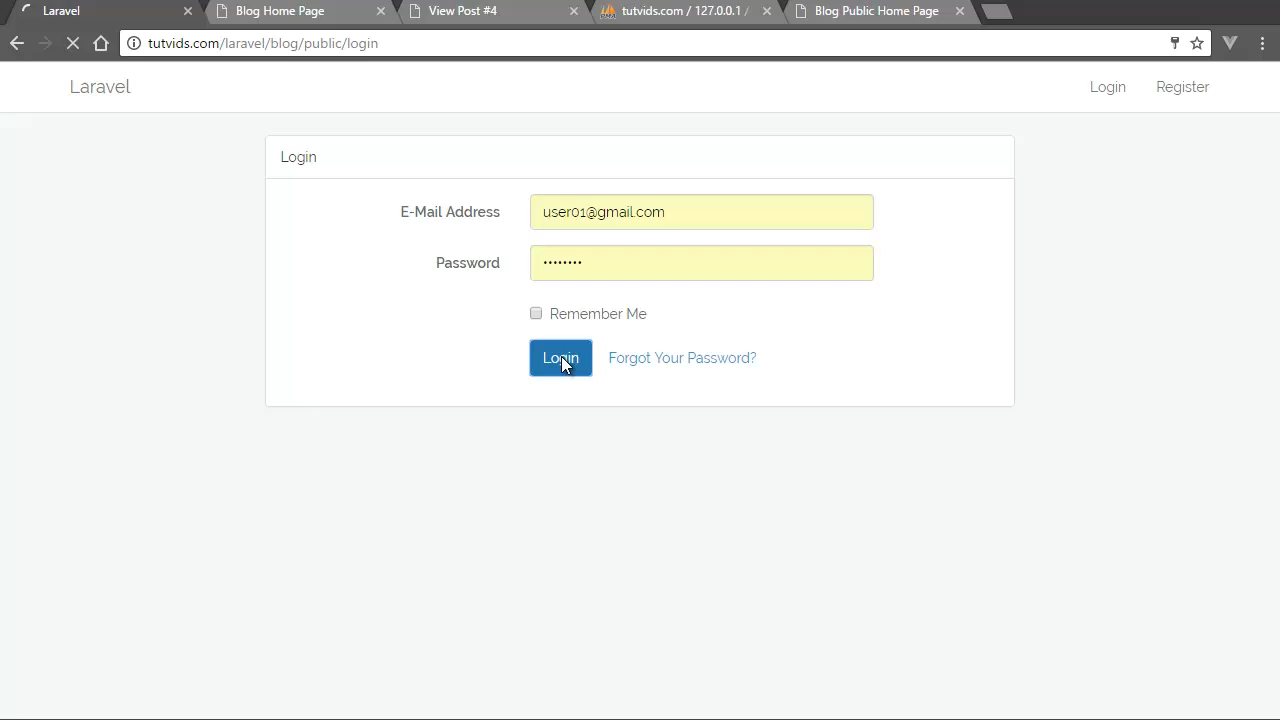 Laravel
Blog Home Page
View Post #4
tutvids.com / 127.0.0.1 /
Blog Public Home Page
tutvids.com/laravel/blog/public/login
Laravel
Login
Register
Login
E-Mail Address
user01@gmail.com
Password
••••••••
Remember Me
Login
Forgot Your Password?